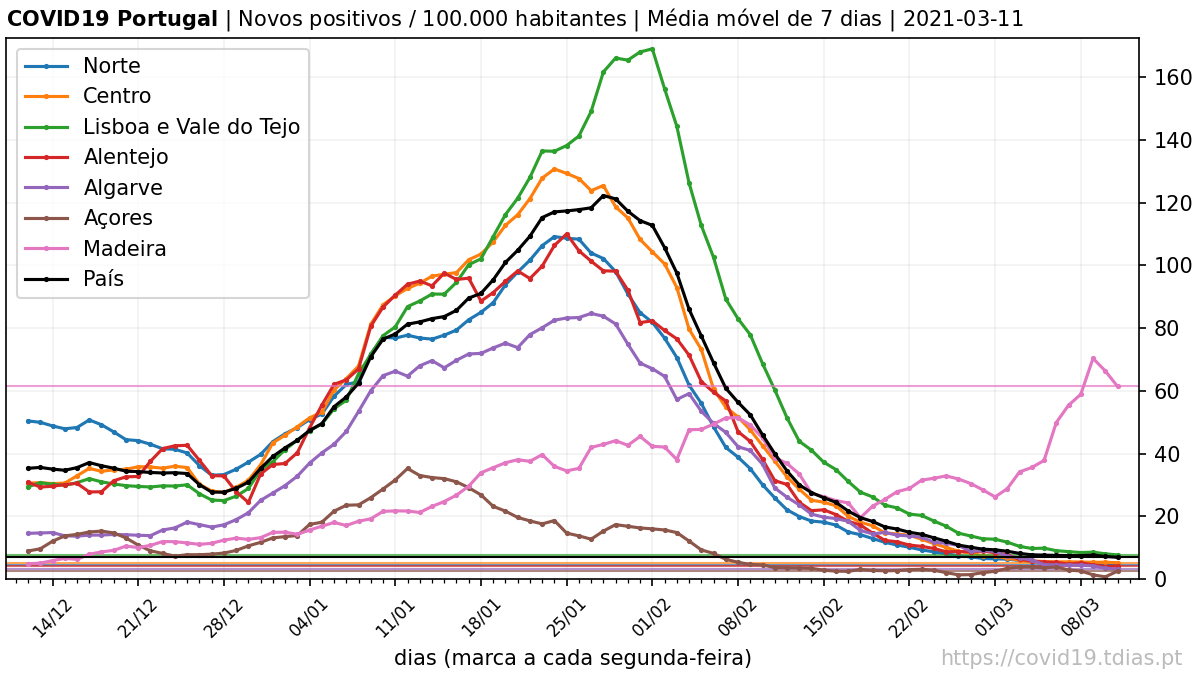 COVID19 Portugal | Novos positivos / 100.000 habitantes | Média móvel de 7 dias | 2021-03-11
Norte
Centro
Lisboa e Vale do Tejo
Alentejo
Algarve
Açores
Madeira
País
160
140
120
100
80
60
40
20
0
14/12 21/12 28/12 04/01 11/01 18/01 25/01 01/02 08/02 15/02 22/02 01/03 08/03
dias (marca a cada segunda-feira)
https://covid19.tdias.pt